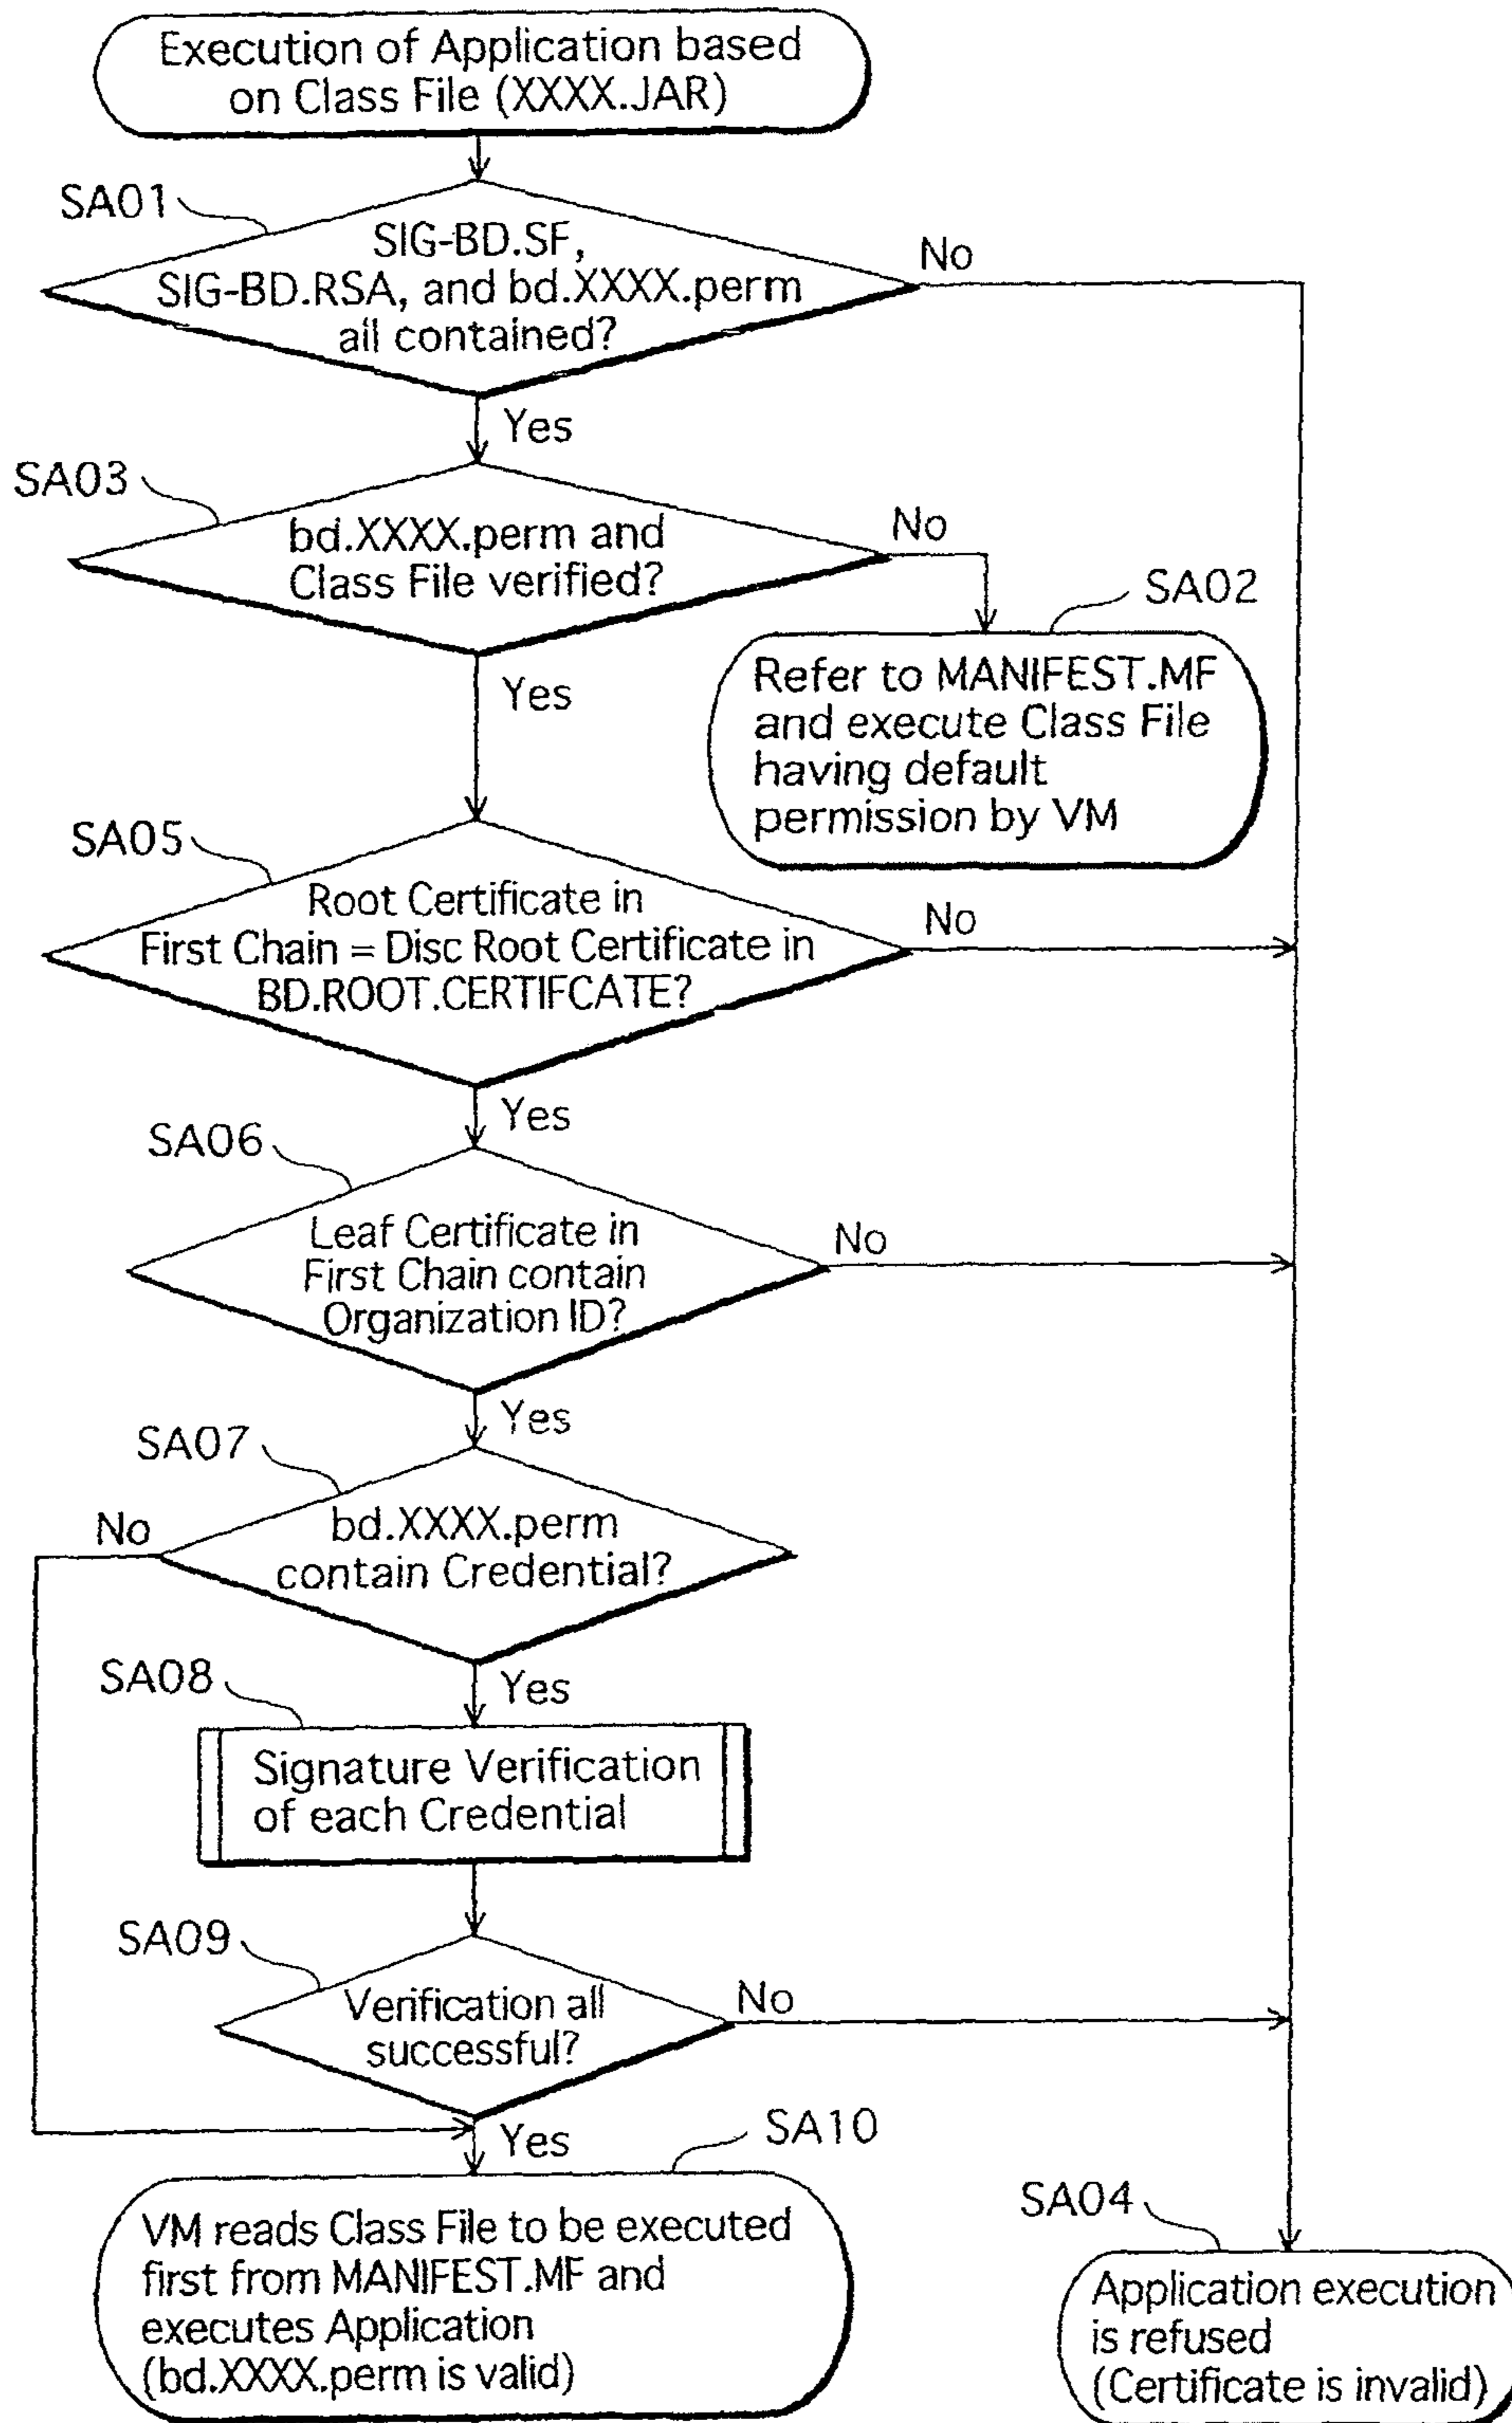 Execution of Application based
on Class File (XXXX.JAR)
SA01
SIG-BD.SF,
SIG-BD.RSA, and bd.XXXX.perm
all contained?
No
Yes
SA03
bd.XXXX.perm and
Class File verified?
No
SA02
Refer to MANIFEST.MF
and execute Class File
having default
permission by VM
Yes
SA05
Root Certificate in
First Chain = Disc Root Certificate in
BD.ROOT.CERTIFCATE?
No
Yes
SA06
Leaf Certificate in
First Chain contain
Organization ID?
No
Yes
SA07
No
bd.XXXX.perm
contain Credential?
Yes
SA08
Signature Verification
of each Credential
SA09
Verification all
successful?
No
Yes
SA10
VM reads Class File to be executed
first from MANIFEST.MF and
executes Application
(bd.XXXX.perm is valid)
SA04
Application execution
is refused
(Certificate is invalid)